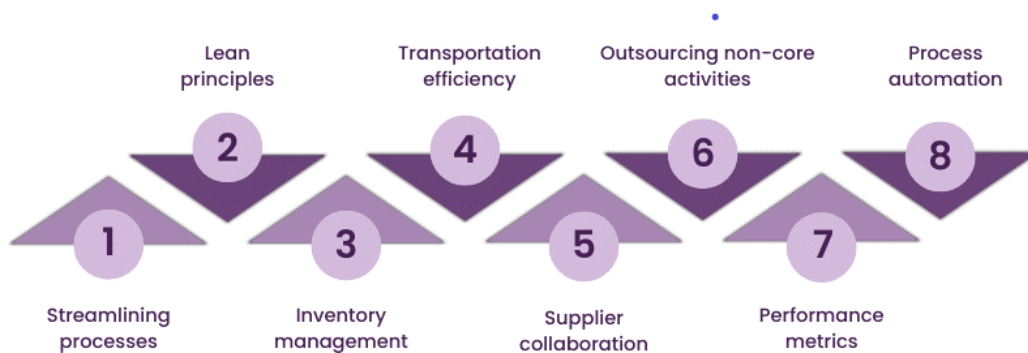 Lean
principles
Transportation
efficiency
Outsourcing non-core
activities
Process
automation
2
4
6
8
1
3
5
7
Streamlining
processes
Inventory
management
Supplier
collaboration
Performance
metrics